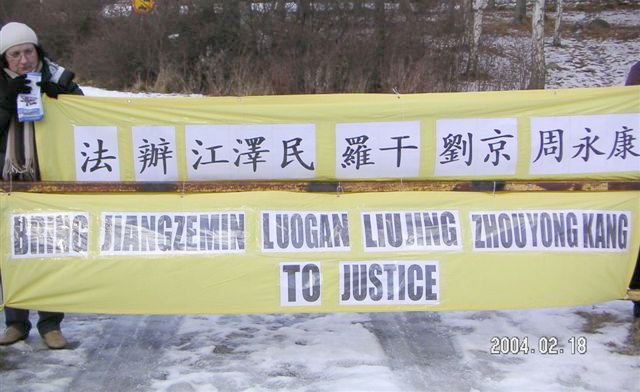 法辦江澤民 羅干 劉京 周永康
BRING JIANGZEMIN LUOGAN LIUJING ZHOUYONG KANG
TO JUSTICE
2004.02.18